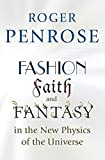 ROGER
PENROSE
FASHION
FAITH
and
FANTASY
in the New Physics
of the Universe